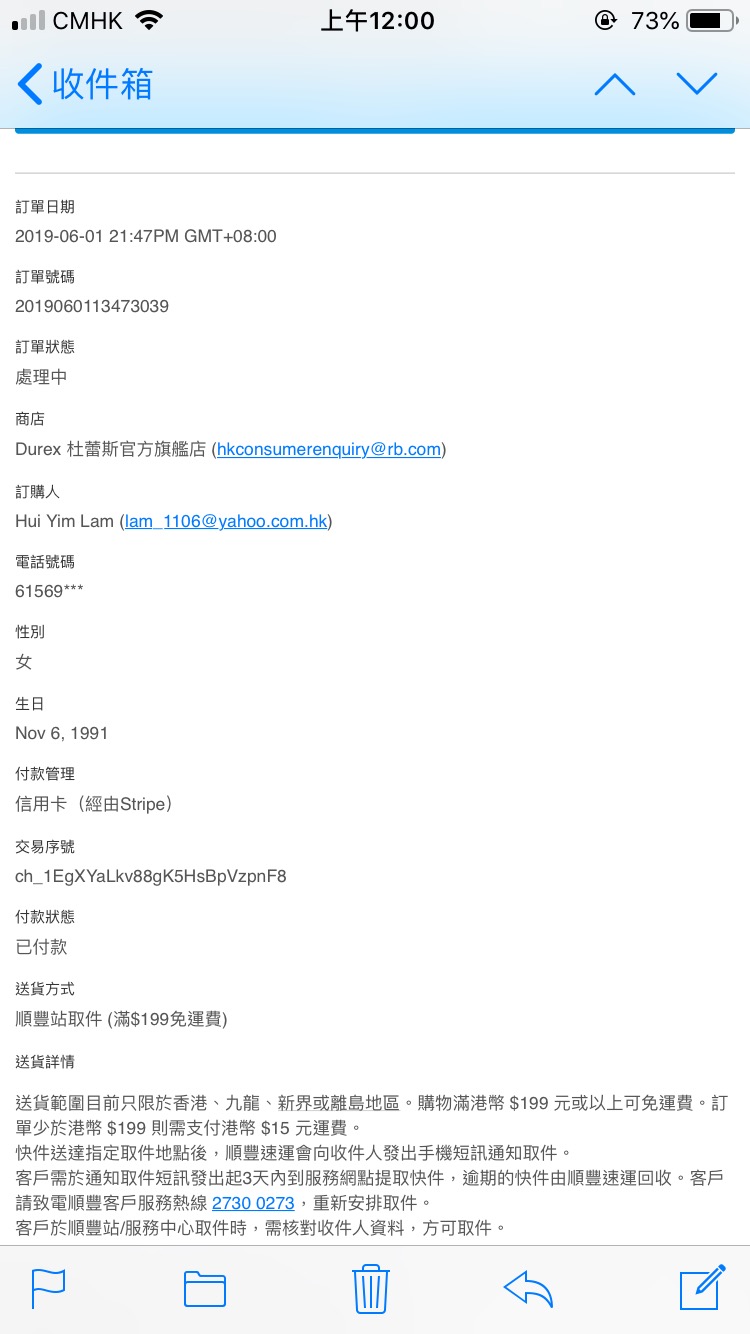 CMHK 上午12:00 73%
收件箱
訂單日期
2019-06-01 21:47PM GMT+08:00
訂單號碼
2019060113473039
訂單狀態
處理中
商店
Durex 杜蕾斯官方旗艦店 (hkconsumerenquiry@rb.com)
訂購人
Hui Yim Lam (lam_1106@yahoo.com.hk)
電話號碼
61569***
性別
女
生日
Nov 6, 1991
付款管理
信用卡（經由Stripe）
交易序號
ch_1EgXYaLkv88gK5HsBpVzpnF8
付款狀態
已付款
送貨方式
順豐站取件 (滿$199免運費)
送貨詳情
送貨範圍目前只限於香港、九龍、新界或離島地區。購物滿港幣 $199 元或以上可免運費。訂
單少於港幣 $199 則需支付港幣 $15 元運費。
快件送達指定取件地點後，順豐速運會向收件人發出手機短訊通知取件。
客戶需於通知取件短訊發出起3天內到服務網點提取快件，逾期的快件由順豐速運回收。客戶
請致電順豐客戶服務熱線 2730 0273，重新安排取件。
客戶於順豐站/服務中心取件時，需核對收件人資料，方可取件。